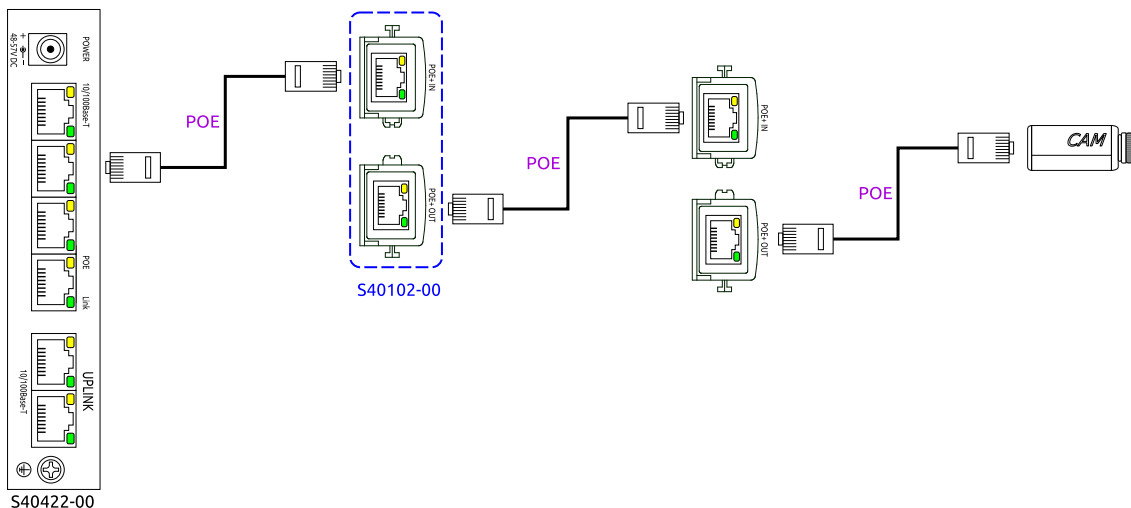 POWER
+ -
48-57V DC
10/100Base-T
POE
Link
UPLINK
10/100Base-T
S40422-00
POE
POE+ IN
POE+ OUT
S40102-00
POE
POE+ IN
POE+ OUT
POE
CAM